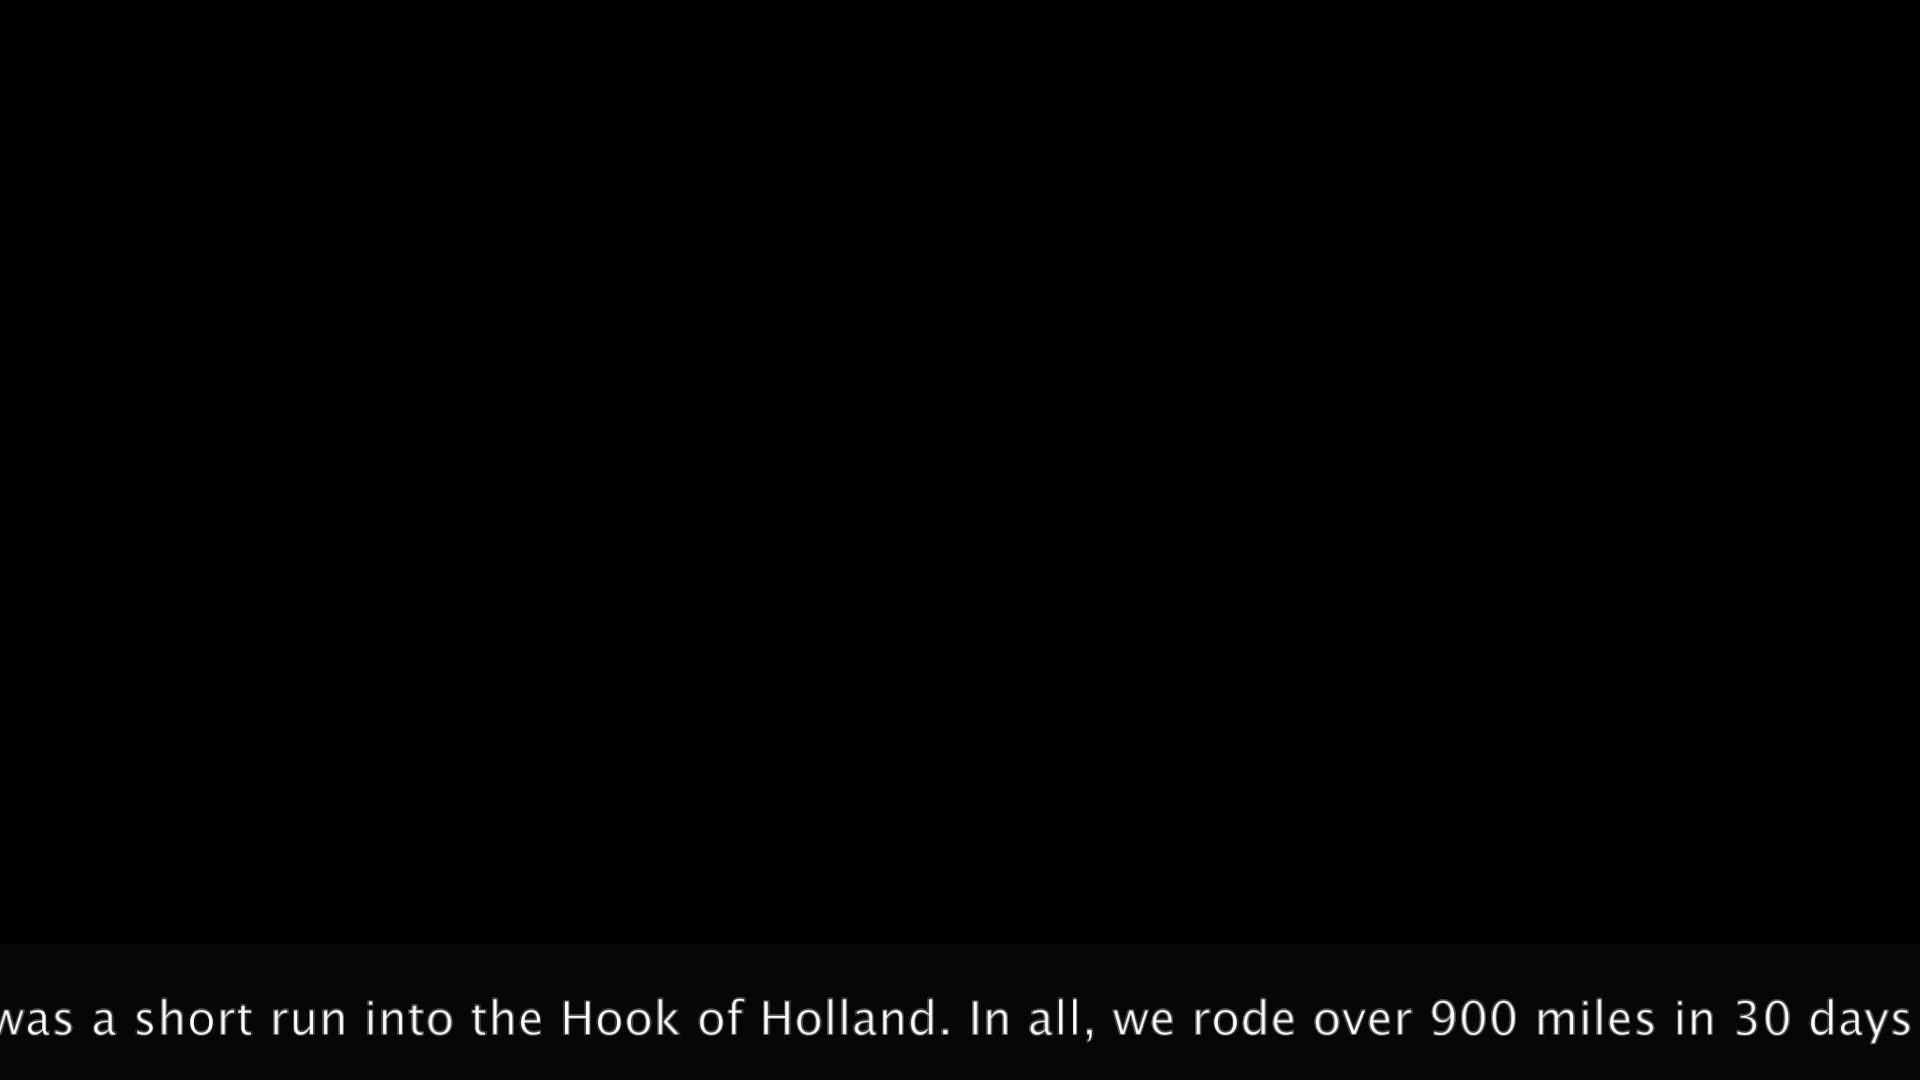 was a short run into the Hook of Holland. In all, we rode over 900 miles in 30 days